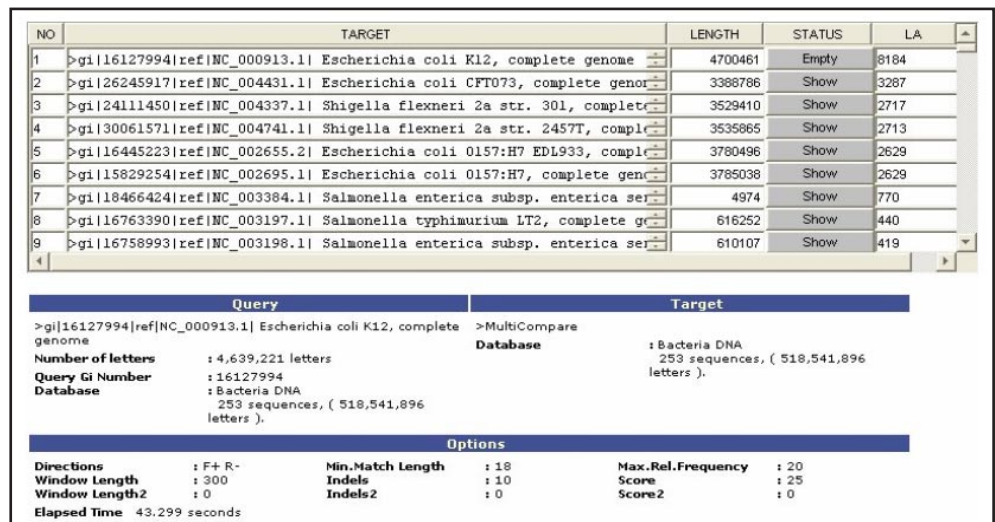 NO TARGET LENGTH STATUS LA
1 >gi|16127994|ref|NC_000913.1| Escherichia coli K12, complete genome 4700461 Empty 8184
2 >gi|26245917|ref|NC_004431.1| Escherichia coli CFT073, complete genom 3388786 Show 3287
3 >gi|24111450|ref|NC_004337.1| Shigella flexneri 2a str. 301, complete 3529410 Show 2717
4 >gi|30061571|ref|NC_004741.1| Shigella flexneri 2a str. 2457T, comple 3535865 Show 2713
5 >gi|16445223|ref|NC_002655.2| Escherichia coli O157:H7 EDL933, comple 3780496 Show 2629
6 >gi|15829254|ref|NC_002695.1| Escherichia coli O157:H7, complete geno 3785038 Show 2629
7 >gi|18466424|ref|NC_003384.1| Salmonella enterica subsp. enterica ser 4974 Show 770
8 >gi|16763390|ref|NC_003197.1| Salmonella typhimurium LT2, complete ge 616252 Show 440
9 >gi|16758993|ref|NC_003198.1| Salmonella enterica subsp. enterica ser 610107 Show 419
Query
>gi|16127994|ref|NC_000913.1| Escherichia coli K12, complete
genome
Number of letters : 4,639,221 letters
Query Gi Number : 16127994
Database : Bacteria DNA
253 sequences, ( 518,541,896
letters ).
Target
>MultiCompare
Database : Bacteria DNA
253 sequences, ( 518,541,896
letters ).
Options
Directions : F+ R- Min.Match Length : 18 Max.Rel.Frequency : 20
Window Length : 300 Indels : 10 Score : 25
Window Length2 : 0 Indels2 : 0 Score2 : 0
Elapsed Time 43.299 seconds